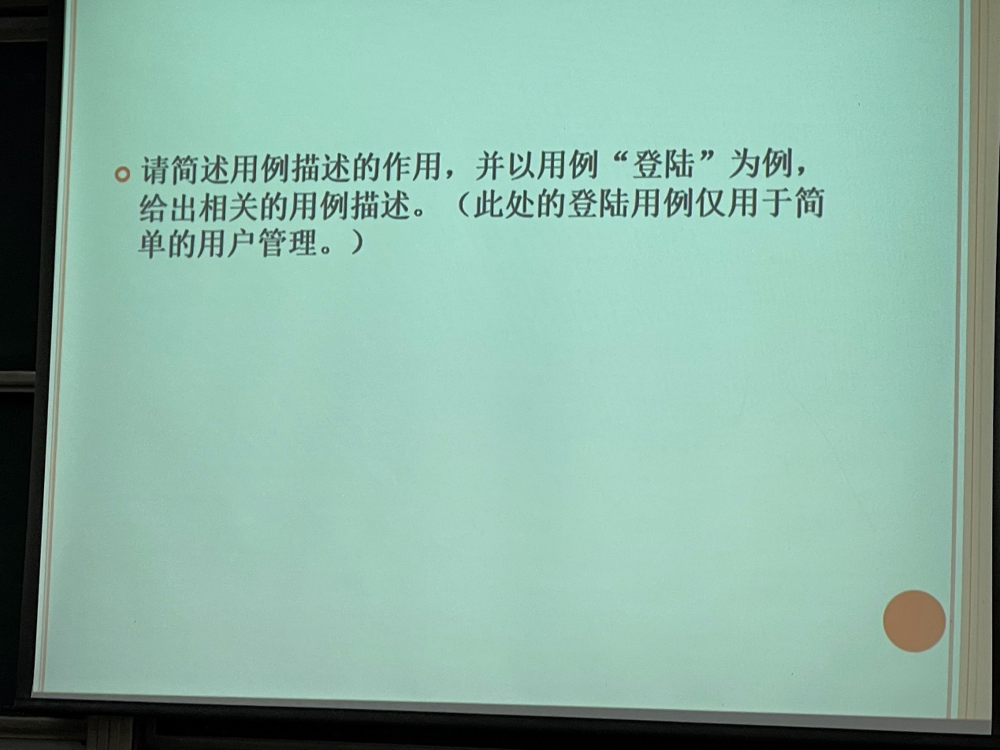 请简述用例描述的作用，并以用例“登陆”为例，
给出相关的用例描述。（此处的登陆用例仅用于简
单的用户管理。）